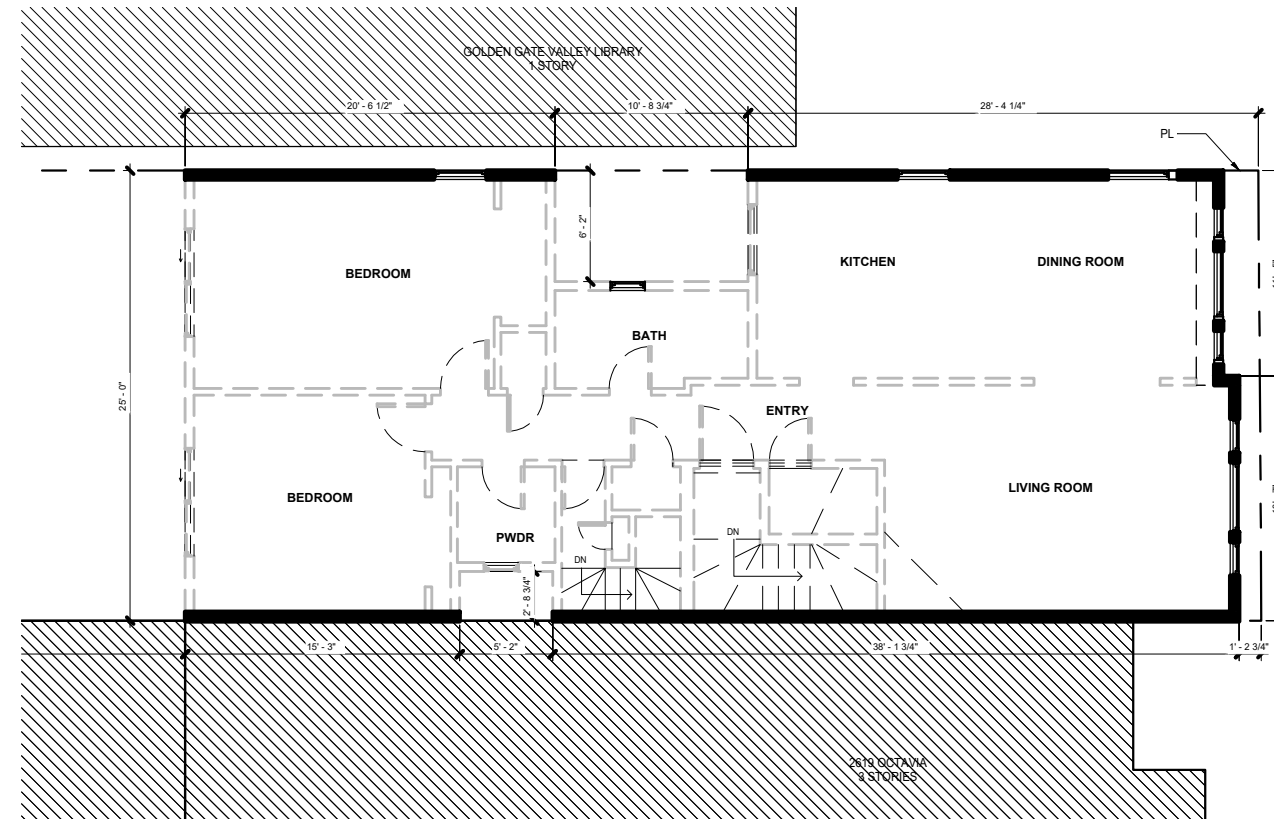 GOLDEN GATE VALLEY LIBRARY
1 STORY
20' - 6 1/2"
10' - 8 3/4"
28' - 4 1/4"
PL
6' - 2"
BEDROOM
KITCHEN
DINING ROOM
BATH
25' - 0"
ENTRY
BEDROOM
LIVING ROOM
PWDR
DN
DN
2' - 8 3/4"
15' - 3"
5' - 2"
38' - 1 3/4"
1' - 2 3/4"
2619 OCTAVIA
3 STORIES